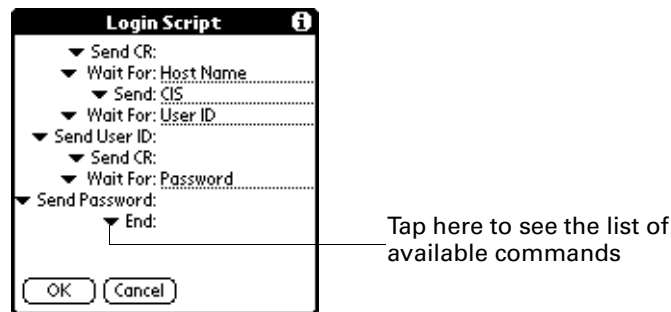 Login Script i
Send CR:
Wait For: Host Name
Send: CIS
Wait For: User ID
Send User ID:
Send CR:
Wait For: Password
Send Password:
End:
Tap here to see the list of
available commands
OK Cancel